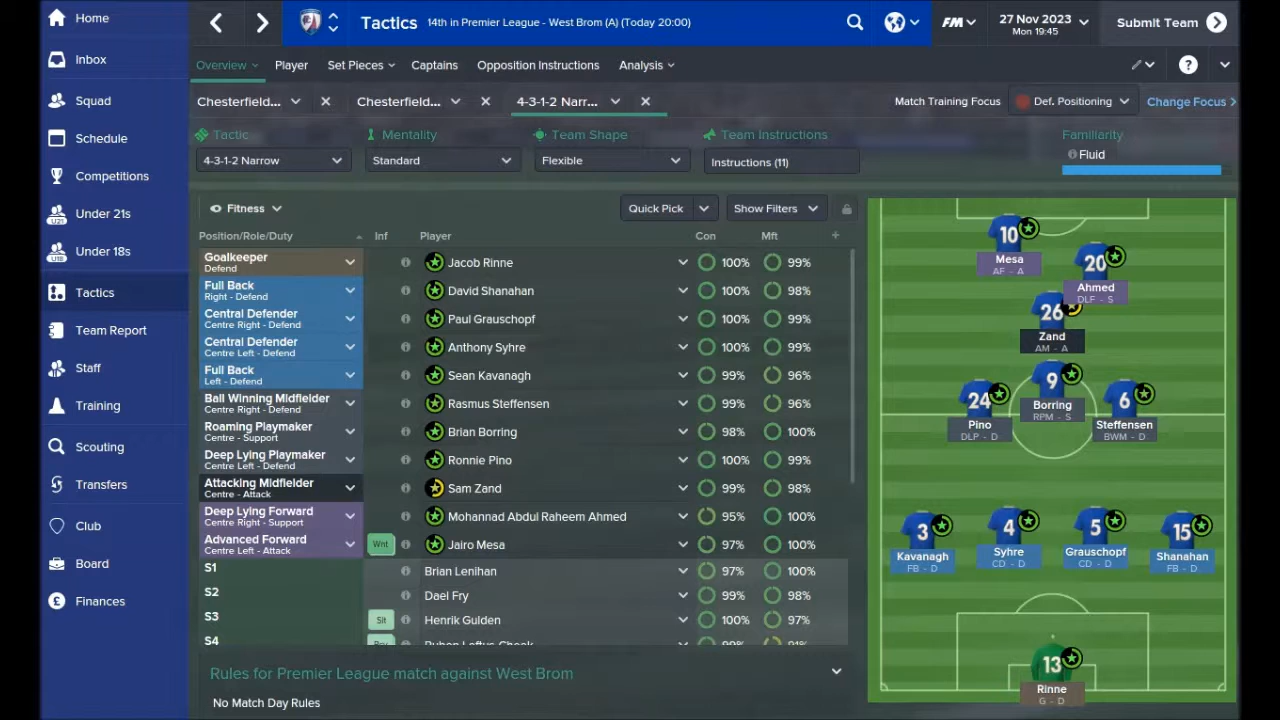 Home
Inbox
Squad
Schedule
Competitions
Under 21s
Under 18s
Tactics
Team Report
Staff
Training
Scouting
Transfers
Club
Board
Finances
Tactics 14th in Premier League - West Brom (A) (Today 20:00)
FM
27 Nov 2023
Mon 19:45
Submit Team
Overview Player Set Pieces Captains Opposition Instructions Analysis
Chesterfield... Chesterfield... 4-3-1-2 Narr...
Match Training Focus Def. Positioning Change Focus
Tactic Mentality Team Shape Team Instructions Familiarity
4-3-1-2 Narrow Standard Flexible Instructions (11) Fluid
Fitness Quick Pick Show Filters
Position/Role/Duty Inf Player Con Mft
Goalkeeper
Defend
Jacob Rinne 100% 99%
Full Back
Right - Defend
David Shanahan 100% 98%
Central Defender
Centre Right - Defend
Paul Grauschopf 100% 99%
Central Defender
Centre Left - Defend
Anthony Syhre 100% 99%
Full Back
Left - Defend
Sean Kavanagh 99% 96%
Ball Winning Midfielder
Centre Right - Defend
Rasmus Steffensen 99% 96%
Roaming Playmaker
Centre - Support
Brian Borring 98% 100%
Deep Lying Playmaker
Centre Left - Defend
Ronnie Pino 100% 99%
Attacking Midfielder
Centre - Attack
Sam Zand 99% 98%
Deep Lying Forward
Centre Right - Support
Mohannad Abdul Raheem Ahmed 95% 100%
Advanced Forward
Centre Left - Attack
Wnt Jairo Mesa 97% 100%
S1 Brian Lenihan 97% 100%
S2 Dael Fry 99% 98%
S3 Slt Henrik Gulden 100% 97%
S4
Rules for Premier League match against West Brom
No Match Day Rules
10
Mesa
AF - A
20
Ahmed
DLF - S
26
Zand
AM - A
9
Borring
RPM - S
24
Pino
DLP - D
6
Steffensen
BWM - D
3
Kavanagh
FB - D
4
Syhre
CD - D
5
Grauschopf
CD - D
15
Shanahan
FB - D
13
Rinne
G - D